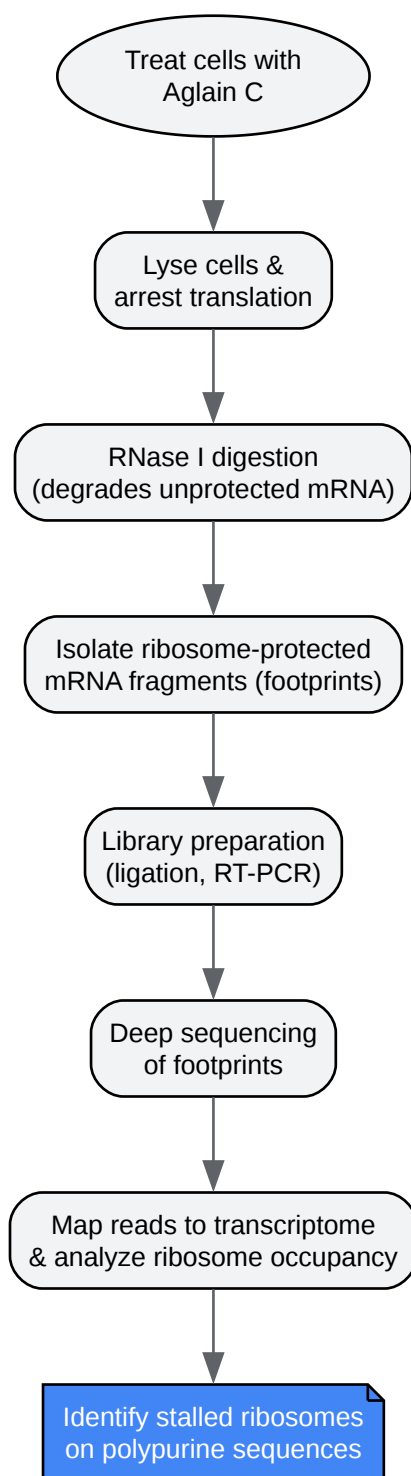 Treat cells with
Aglain C
Lyse cells &
arrest translation
RNase I digestion
(degrades unprotected mRNA)
Isolate ribosome-protected
mRNA fragments (footprints)
Library preparation
(ligation, RT-PCR)
Deep sequencing
of footprints
Map reads to transcriptome
& analyze ribosome occupancy
Identify stalled ribosomes
on polypurine sequences